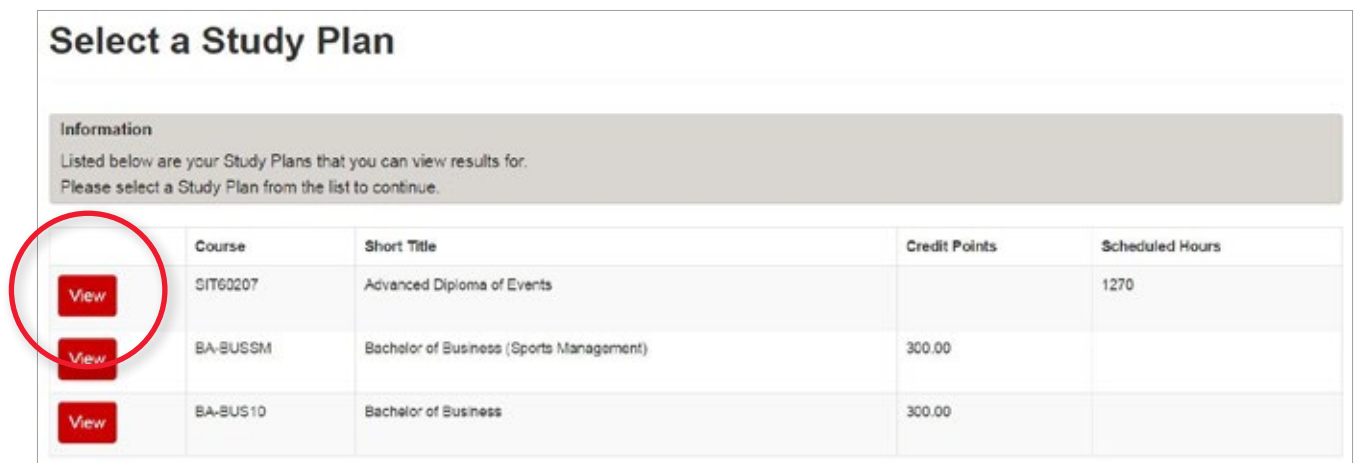 Select a Study Plan
Information
Listed below are your Study Plans that you can view results for.
Please select a Study Plan from the list to continue.
Course Short Title Credit Points Scheduled Hours
View SIT60207 Advanced Diploma of Events 1270
View BA-BUSSM Bachelor of Business (Sports Management) 300.00
View BA-BUS10 Bachelor of Business 300.00